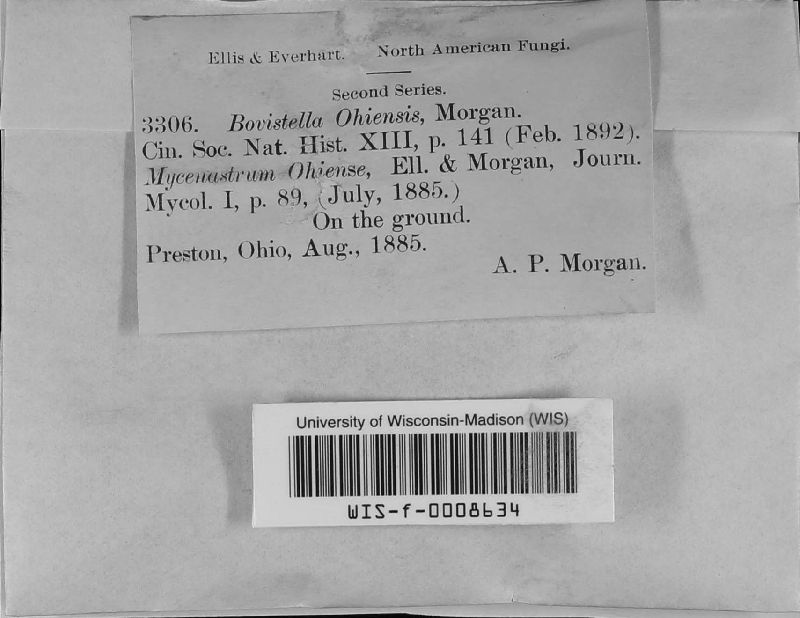 Ellis & Everhart. North American Fungi.
Second Series.
3306. Bovistella Ohiensis, Morgan.
Cin. Soc. Nat. Hist. XIII, p. 141 (Feb. 1892).
Mycenastrum Ohiense, Ell. & Morgan, Journ.
Mycol. I, p. 89, (July, 1885.)
On the ground.
Preston, Ohio, Aug., 1885.
A. P. Morgan.
University of Wisconsin-Madison (WIS)
WIS-f-0008634